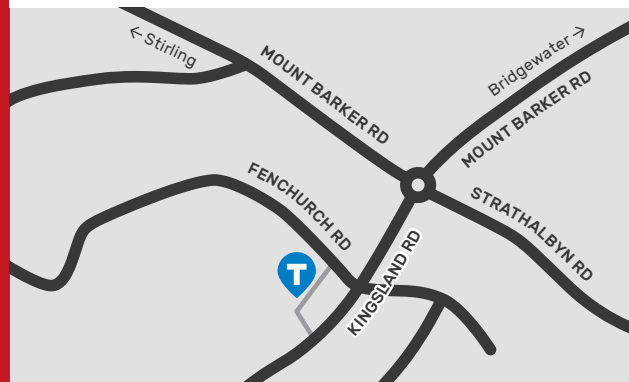 ← Stirling
Bridgewater →
MOUNT BARKER RD
MOUNT BARKER RD
FENCHURCH RD
STRATHALBYN RD
KINGSLAND RD
T